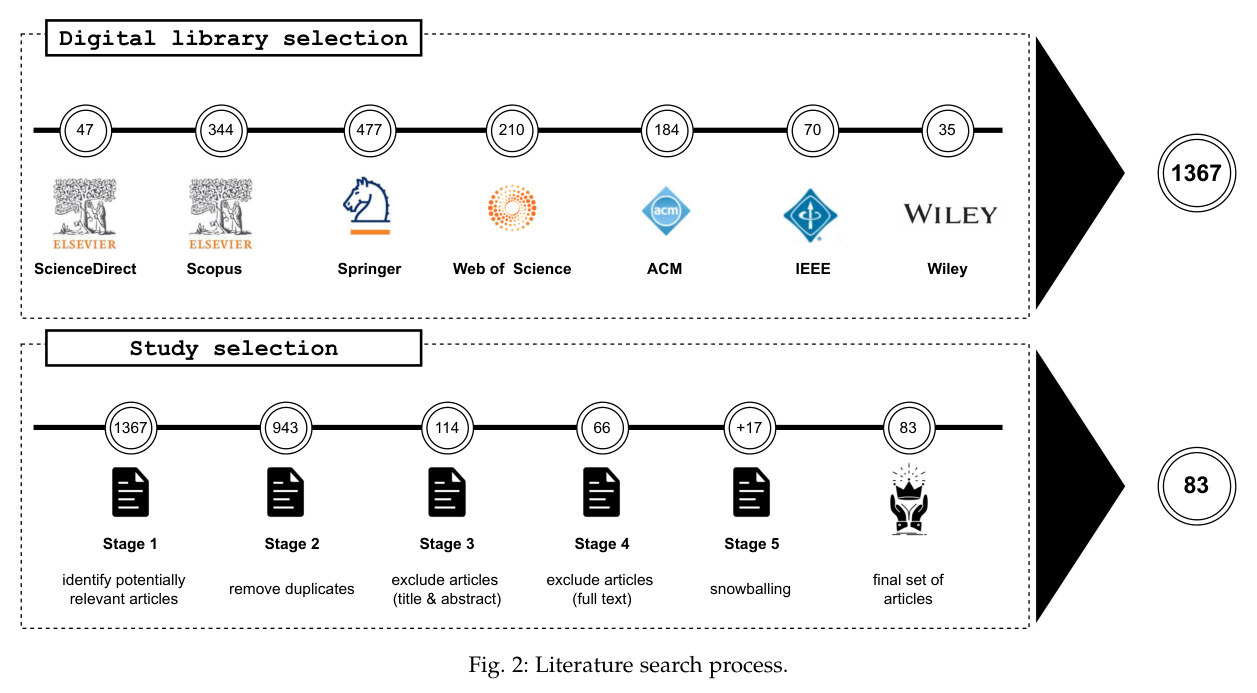 Digital library selection
47
344
477
210
184
70
35
1367
ELSEVIER
ELSEVIER
acm
WILEY
ScienceDirect
Scopus
Springer
Web of Science
ACM
IEEE
Wiley
Study selection
1367
943
114
66
+17
83
83
Stage 1
Stage 2
Stage 3
Stage 4
Stage 5
identify potentially
relevant articles
remove duplicates
exclude articles
(title & abstract)
exclude articles
(full text)
snowballing
final set of
articles
Fig. 2: Literature search process.